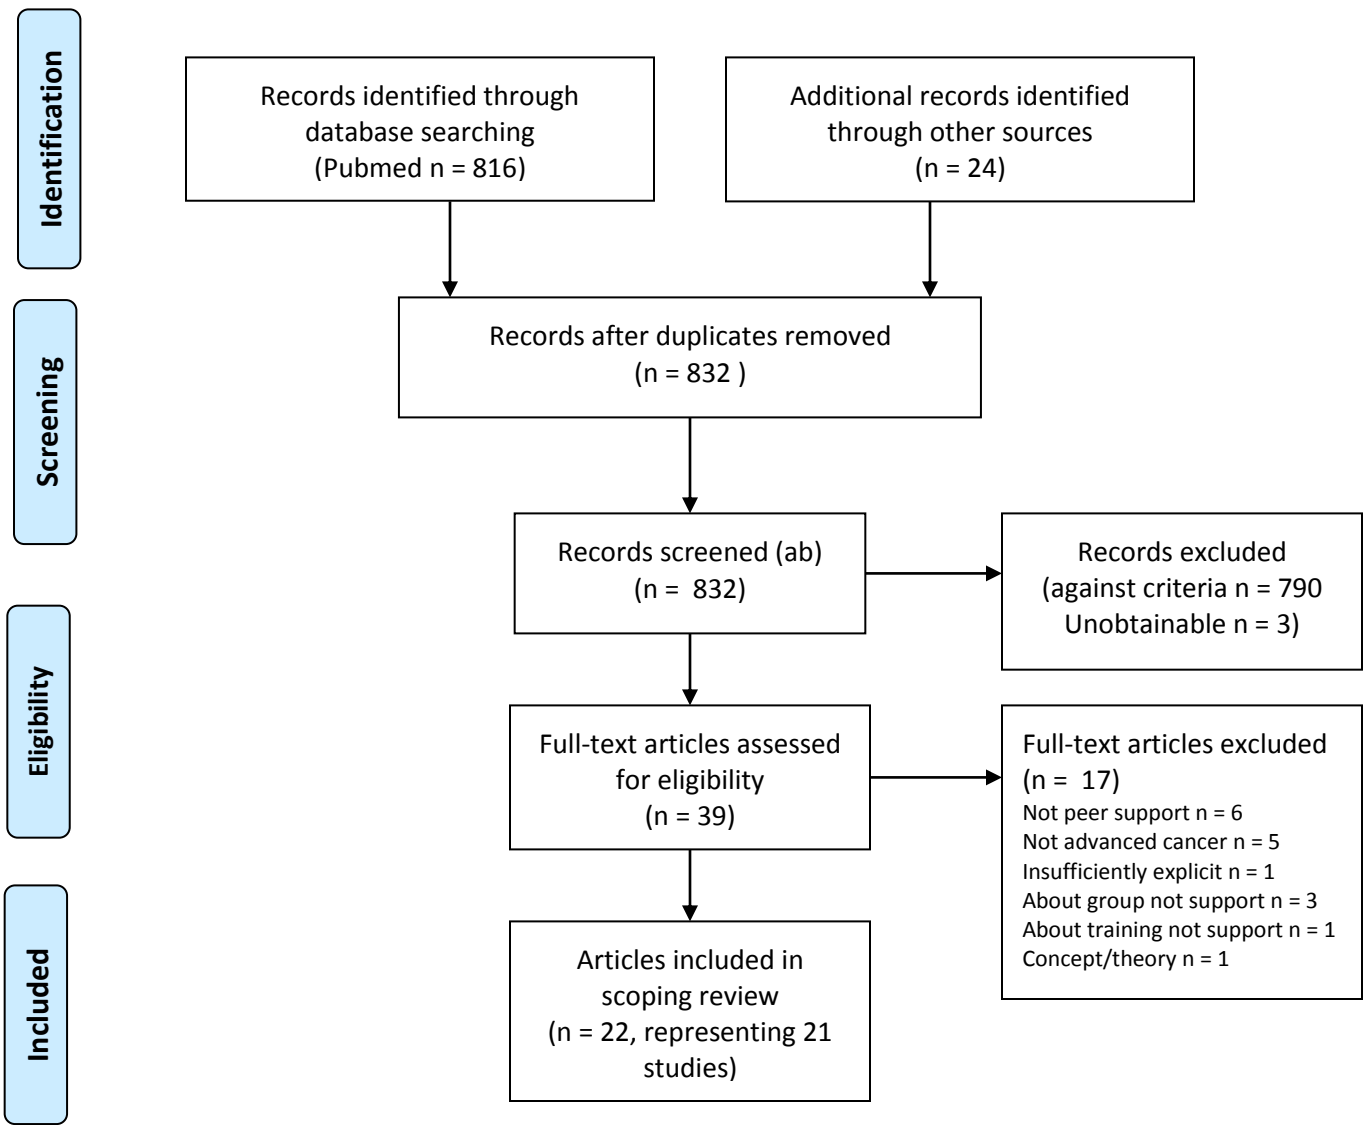 Identification
Records identified through
database searching
(Pubmed n = 816)
Additional records identified
through other sources
(n = 24)
Screening
Records after duplicates removed
(n = 832 )
Records screened (ab)
(n =  832)
Records excluded
(against criteria n = 790
Unobtainable n = 3)
Eligibility
Full-text articles assessed
for eligibility
(n = 39)
Full-text articles excluded
(n =  17)
Not peer support n = 6
Not advanced cancer n = 5
Insufficiently explicit n = 1
About group not support n = 3
About training not support n = 1
Concept/theory n = 1
Included
Articles included in
scoping review
(n = 22, representing 21
studies)